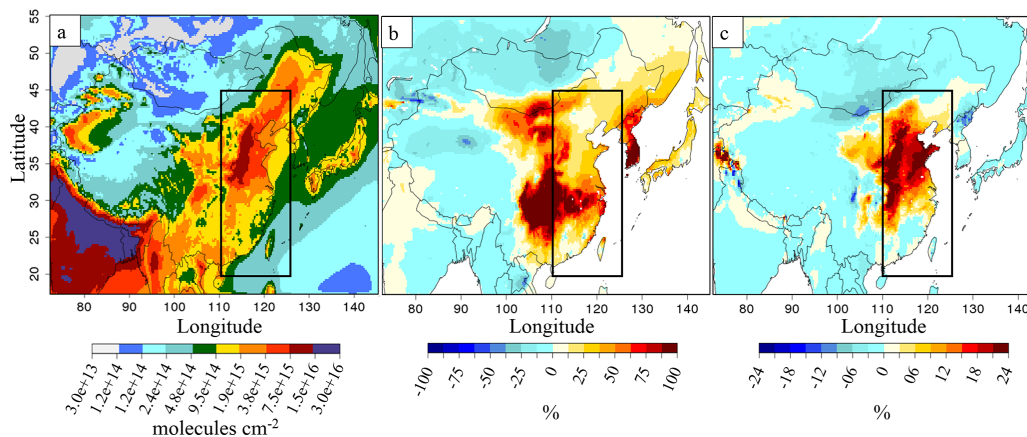 a
b
c
Latitude
55
50
45
40
35
30
25
20
80 90 100 110 120 130 140
80 90 100 110 120 130 140
80 90 100 110 120 130 140
Longitude
Longitude
Longitude
3.0e+13
1.2e+14
1.2e+14
2.4e+14
4.8e+14
9.5e+14
1.9e+15
3.8e+15
7.5e+15
1.5e+16
3.0e+16
molecules cm-2
-100
-75
-50
-25
0
25
50
75
100
%
-24
-18
-12
-06
0
06
12
18
24
%